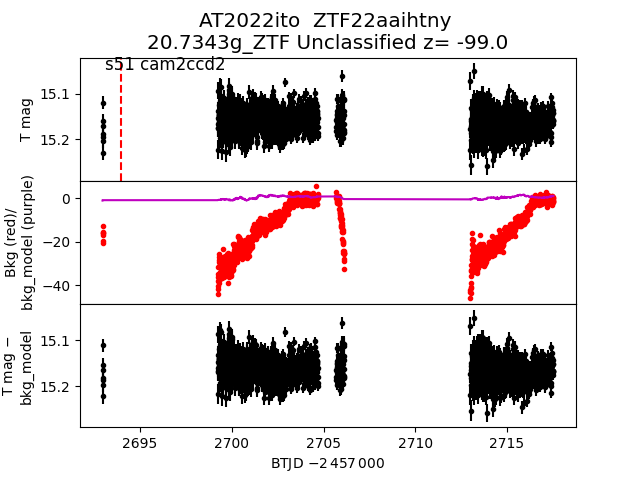 AT2022ito  ZTF22aaihtny
20.7343g_ZTF Unclassified z= -99.0
s51 cam2ccd2
T mag
15.1
15.2
Bkg (red)/
bkg_model (purple)
0
−20
−40
T mag −
bkg_model
15.1
15.2
2695
2700
2705
2710
2715
BTJD −2 457 000